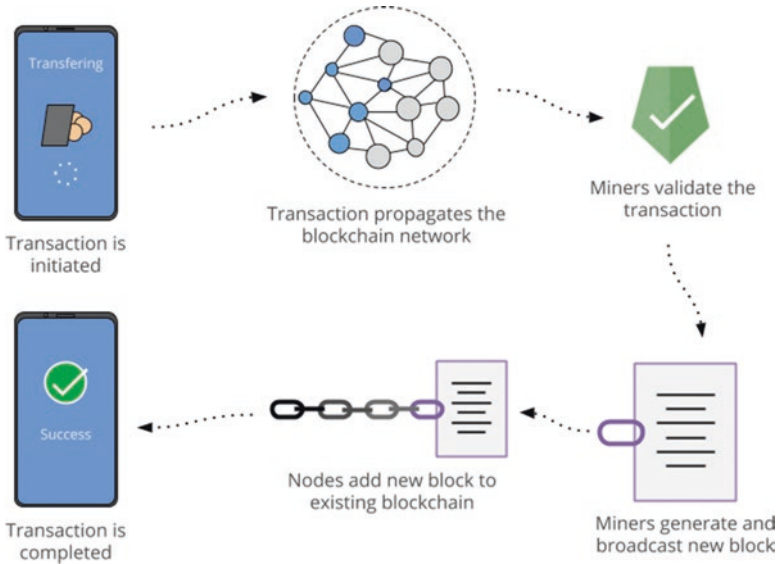 Transfering
Transaction is
initiated
Transaction propagates the
blockchain network
Miners validate the
transaction
Miners generate and
broadcast new block
Nodes add new block to
existing blockchain
Success
Transaction is
completed